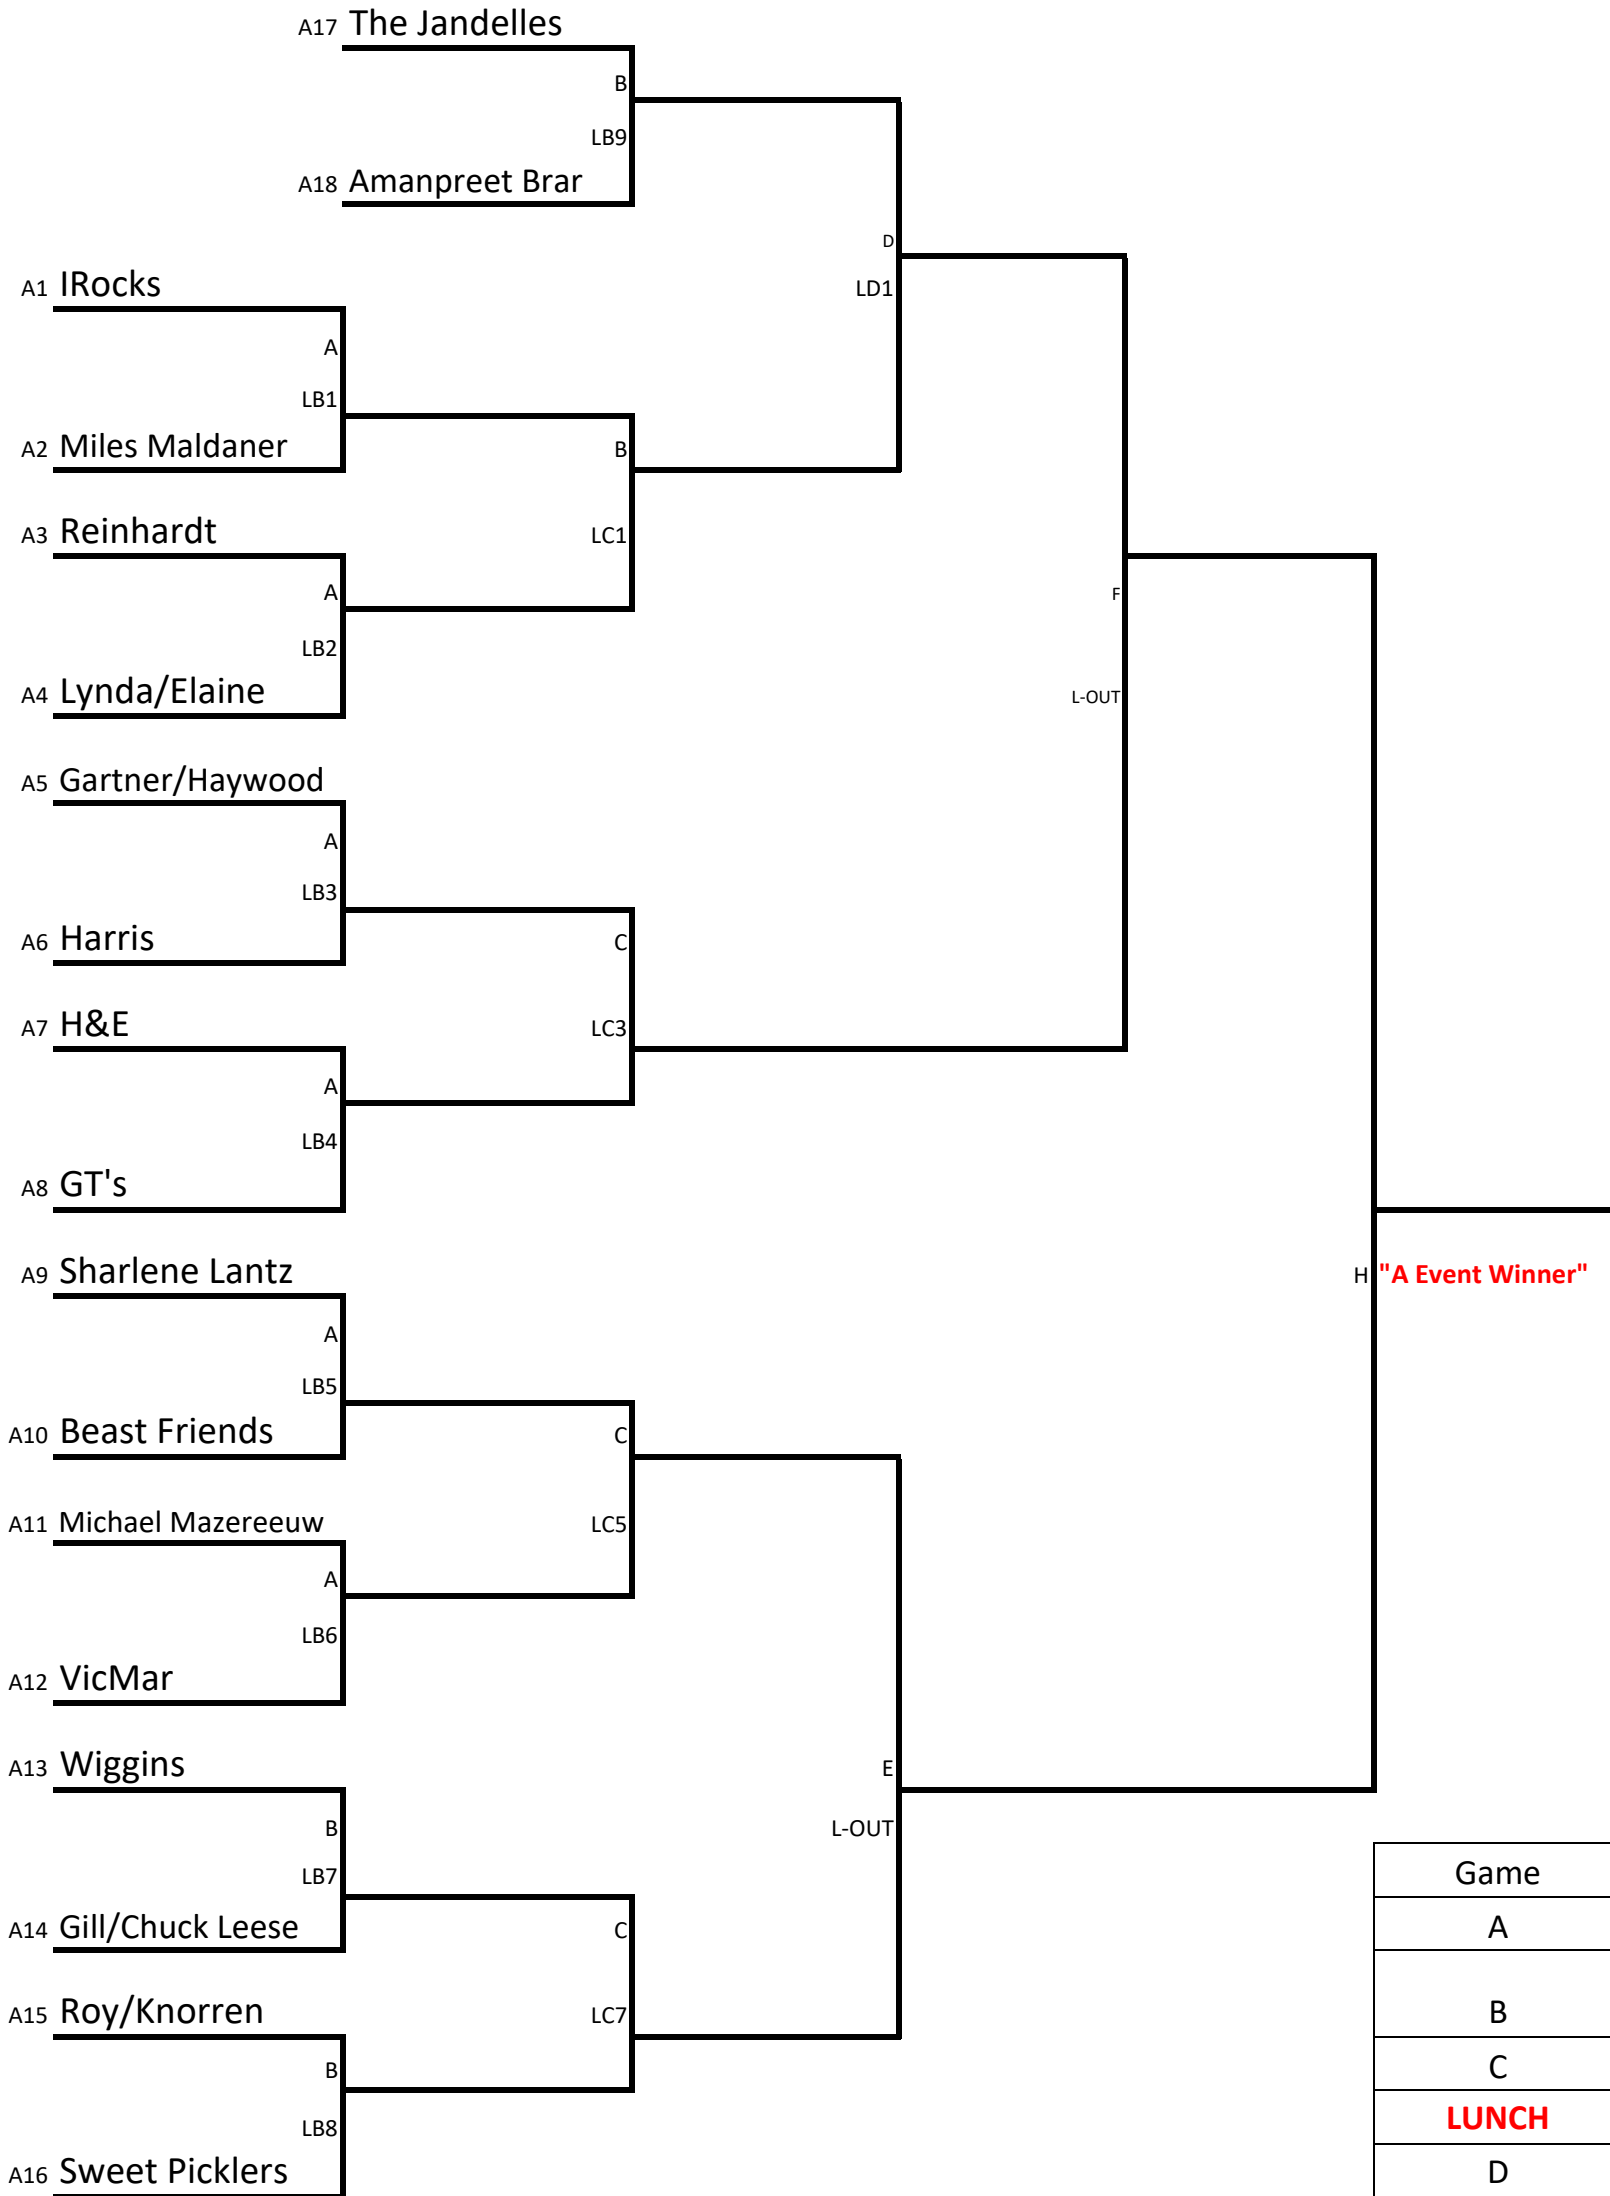 A17 The Jandelles
B
LB9
A18 Amanpreet Brar
D
A1 IRocks
LD1
A
LB1
A2 Miles Maldaner
B
A3 Reinhardt
LC1
A
F
LB2
A4 Lynda/Elaine
L-OUT
A5 Gartner/Haywood
A
LB3
A6 Harris
C
A7 H&E
LC3
A
LB4
A8 GT's
A9 Sharlene Lantz
H "A Event Winner"
A
LB5
A10 Beast Friends
C
A11 Michael Mazereeuw
LC5
A
LB6
A12 VicMar
A13 Wiggins
E
B
L-OUT
LB7
Game
A14 Gill/Chuck Leese
C
A
A15 Roy/Knorren
LC7
B
B
C
LB8
LUNCH
A16 Sweet Picklers
D